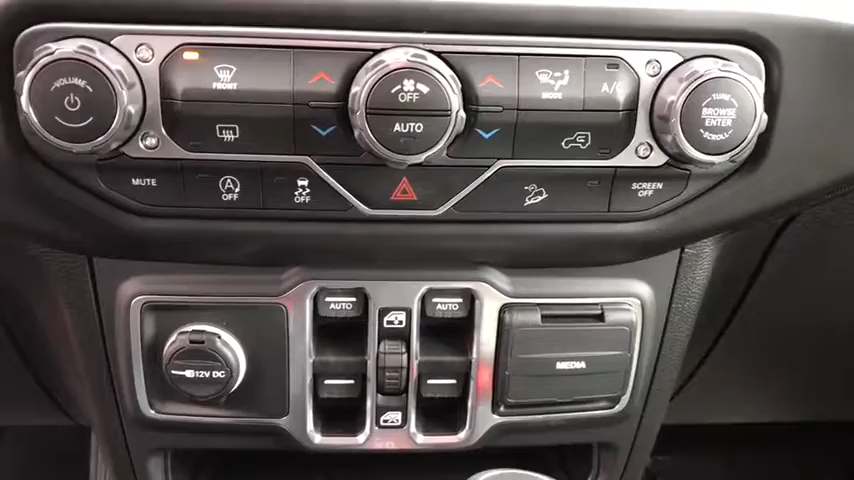 VOLUME
FRONT
OFF
AUTO
MODE
A/C
TUNE
BROWSE
ENTER
SCROLL
MUTE
A
OFF
OFF
SCREEN
OFF
AUTO
AUTO
12V DC
MEDIA